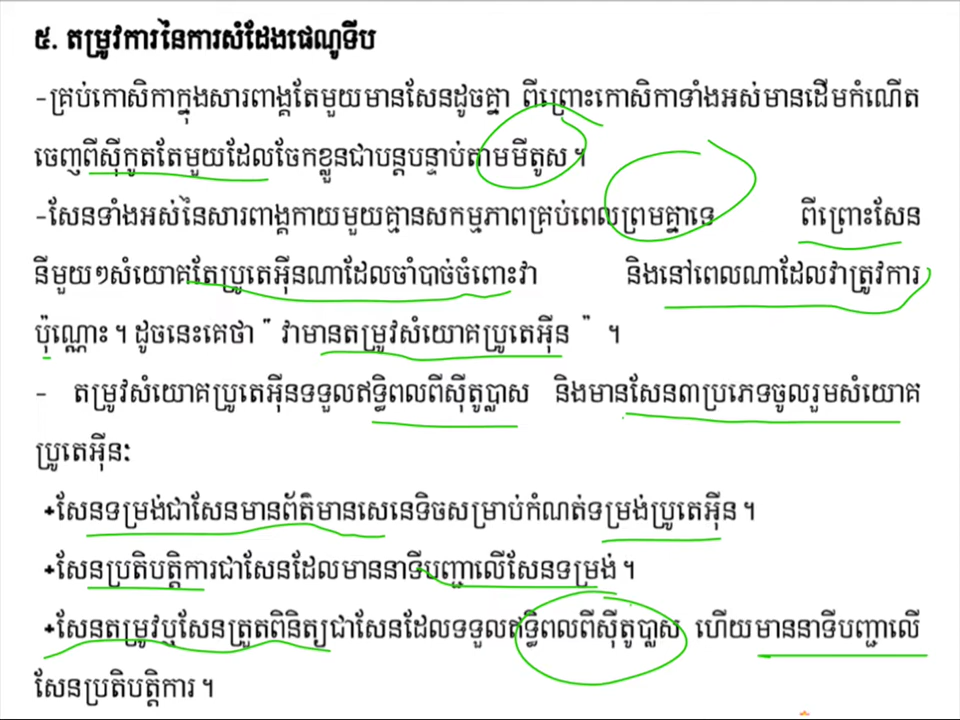 ៥. តម្រូវការនៃការសំដែងផេណូទីប
-គ្រប់កោសិកាក្នុងសារពាង្គតែមួយមានសែនដូចគ្នា ពីព្រោះកោសិកាទាំងអស់មានដើមកំណើត
ចេញពីស៊ីកូតតែមួយដែលចែកខ្លួនជាបន្តបន្ទាប់តាមមីតូស។
-សែនទាំងអស់នៃសារពាង្គកាយមួយគ្មានសកម្មភាពគ្រប់ពេលព្រមគ្នាទេ ពីព្រោះសែន
នីមួយៗសំយោគតែប្រូតេអ៊ីនណាដែលចាំបាច់ចំពោះវា និងនៅពេលណាដែលវាត្រូវការ
ប៉ុណ្ណោះ។ ដូចនេះគេថា “ វាមានតម្រូវសំយោគប្រូតេអ៊ីន ” ។
- តម្រូវសំយោគប្រូតេអ៊ីនទទួលឥទ្ធិពលពីស៊ីតូប្លាស និងមានសែន៣ប្រភេទចូលរួមសំយោគ
ប្រូតេអ៊ីនៈ
+សែនទម្រង់ជាសែនមានព័ត៌មានសេនេទិចសម្រាប់កំណត់ទម្រង់ប្រូតេអ៊ីន។
+សែនប្រតិបត្តិការជាសែនដែលមាននាទីបញ្ជាលើសែនទម្រង់។
+សែនតម្រូវឬសែនត្រួតពិនិត្យជាសែនដែលទទួលឥទ្ធិពលពីស៊ីតូប្លាស ហើយមាននាទីបញ្ជាលើ
សែនប្រតិបត្តិការ។